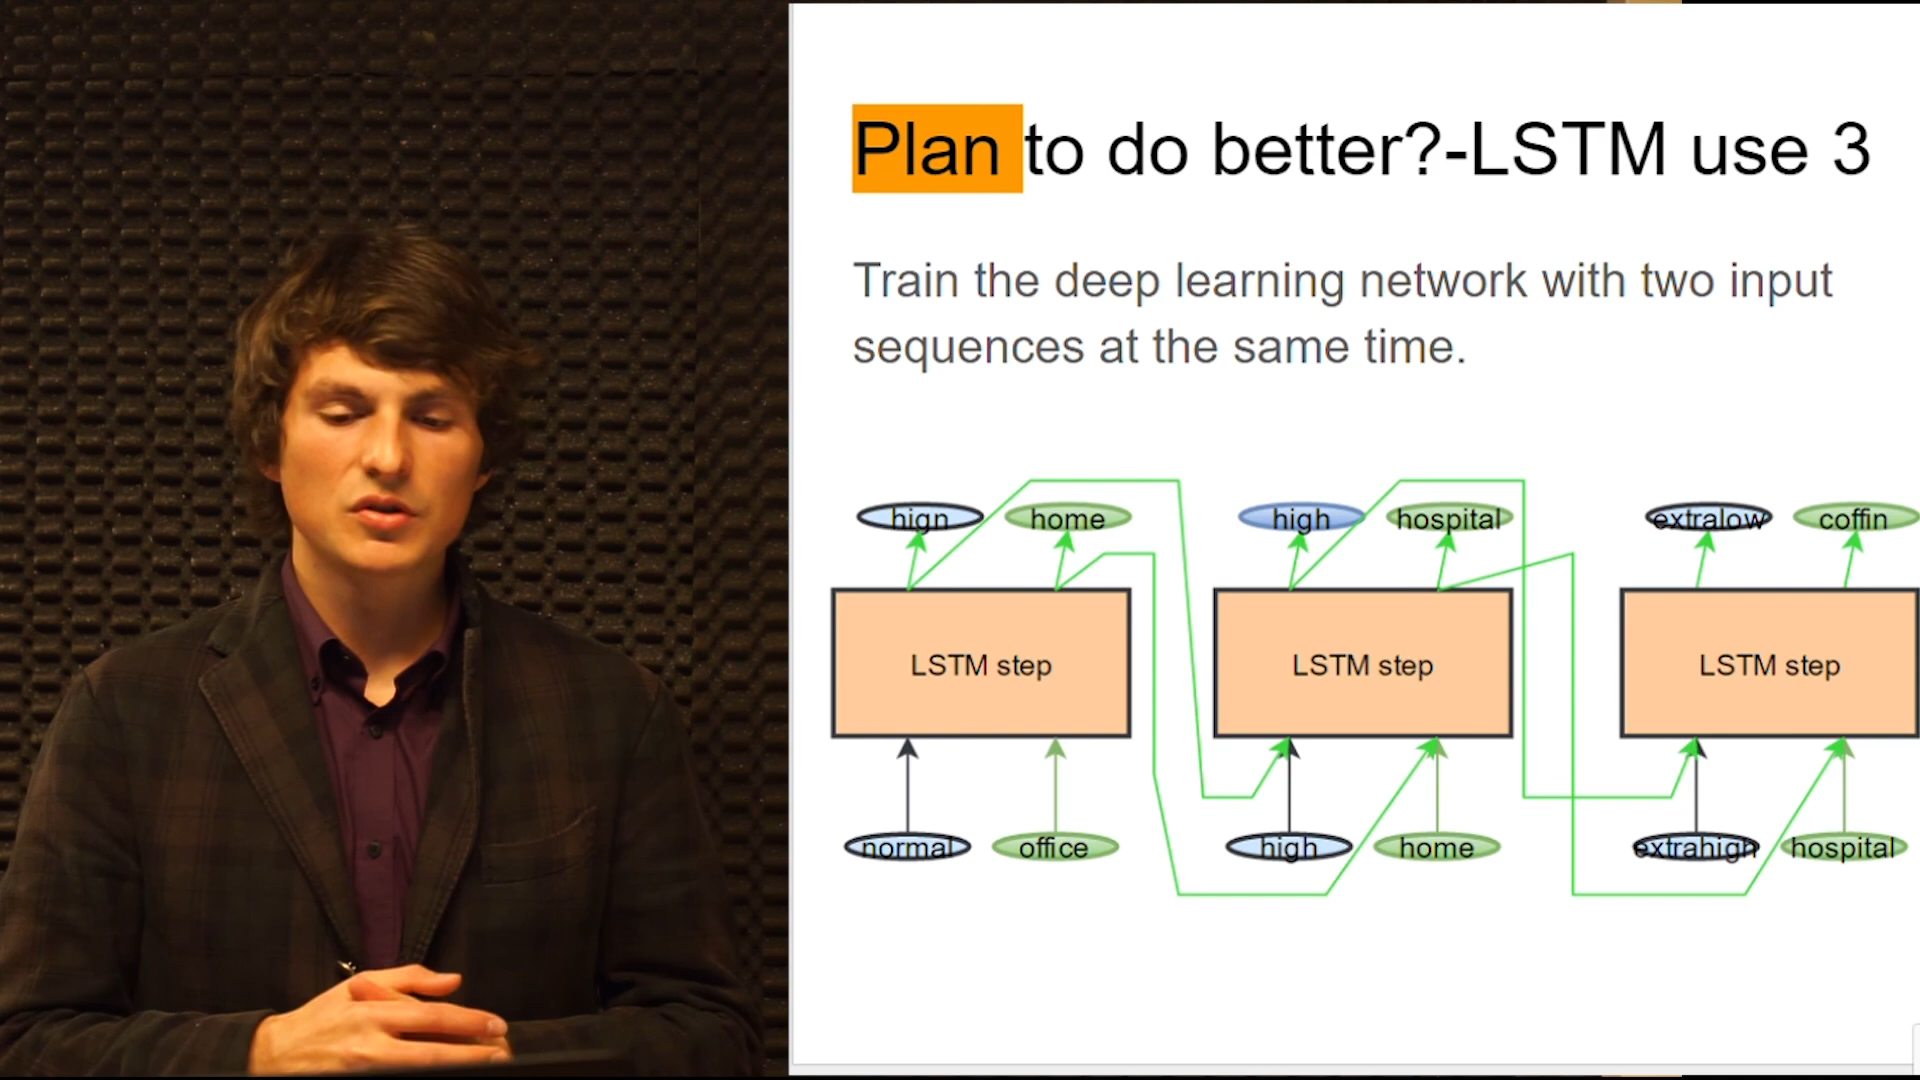 Plan to do better?-LSTM use 3
Train the deep learning network with two input
sequences at the same time.
hign home high hospital extralow coffin
LSTM step LSTM step LSTM step
normal office high home extrahigh hospital